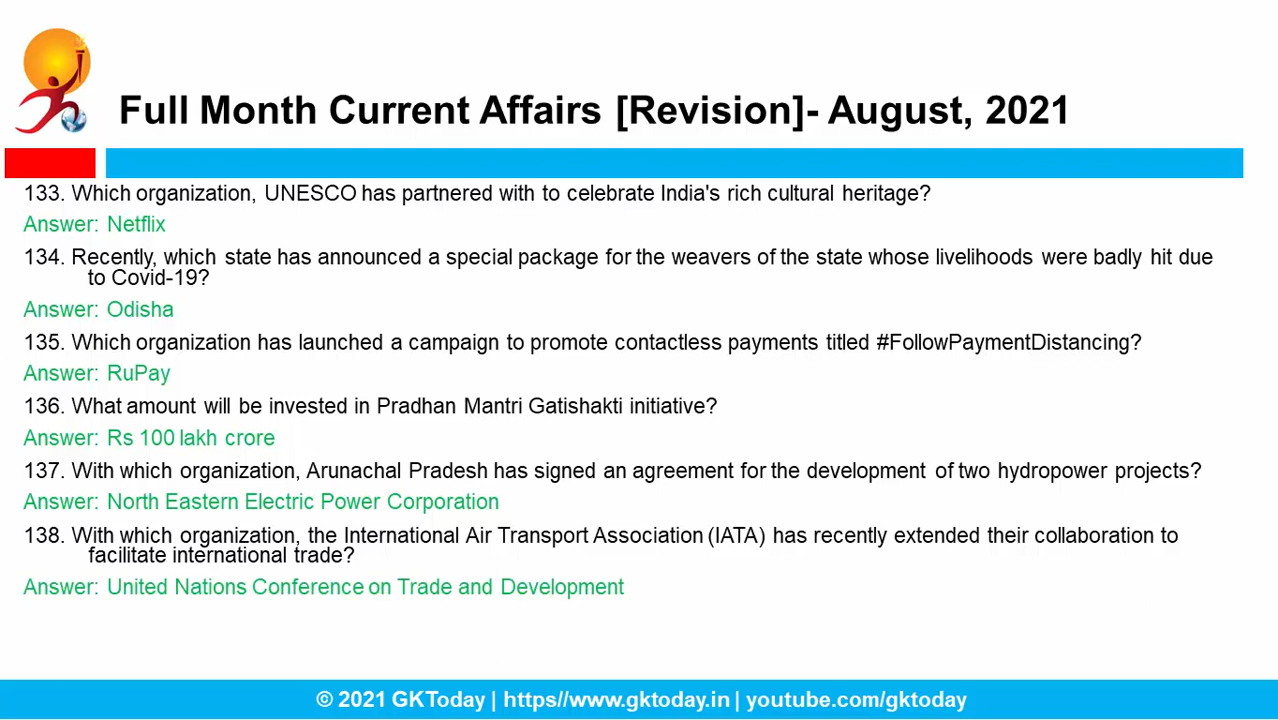 Full Month Current Affairs [Revision]- August, 2021
133. Which organization, UNESCO has partnered with to celebrate India's rich cultural heritage?
Answer: Netflix
134. Recently, which state has announced a special package for the weavers of the state whose livelihoods were badly hit due
to Covid-19?
Answer: Odisha
135. Which organization has launched a campaign to promote contactless payments titled #FollowPaymentDistancing?
Answer: RuPay
136. What amount will be invested in Pradhan Mantri Gatishakti initiative?
Answer: Rs 100 lakh crore
137. With which organization, Arunachal Pradesh has signed an agreement for the development of two hydropower projects?
Answer: North Eastern Electric Power Corporation
138. With which organization, the International Air Transport Association (IATA) has recently extended their collaboration to
facilitate international trade?
Answer: United Nations Conference on Trade and Development
© 2021 GKToday | https//www.gktoday.in | youtube.com/gktoday